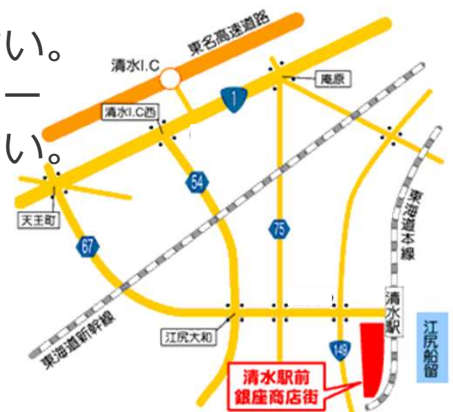 い。
ー
い。
東名高速道路
清水I.C
庵原
1
清水I.C西
54
天王町
67
75
東海道本線
東海道新幹線
江尻大和
149
清水駅
江尻船留
清水駅前
銀座商店街